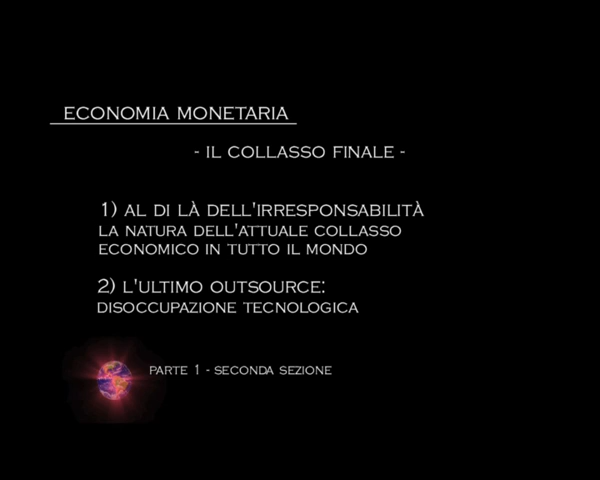 ECONOMIA MONETARIA
- IL COLLASSO FINALE -
1) AL DI LÀ DELL'IRRESPONSABILITÀ
LA NATURA DELL'ATTUALE COLLASSO
ECONOMICO IN TUTTO IL MONDO
2) L'ULTIMO OUTSOURCE:
DISOCCUPAZIONE TECNOLOGICA
PARTE 1 - SECONDA SEZIONE